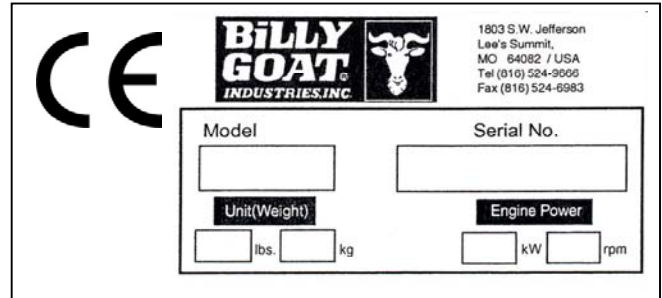 CE
BILLY
GOAT®
INDUSTRIES, INC.
1803 S.W. Jefferson
Lee's Summit,
MO 64082 / USA
Tel (816) 524-9666
Fax (816) 524-6983
Model
Serial No.
Unit(Weight)
Engine Power
lbs. kg
kW rpm